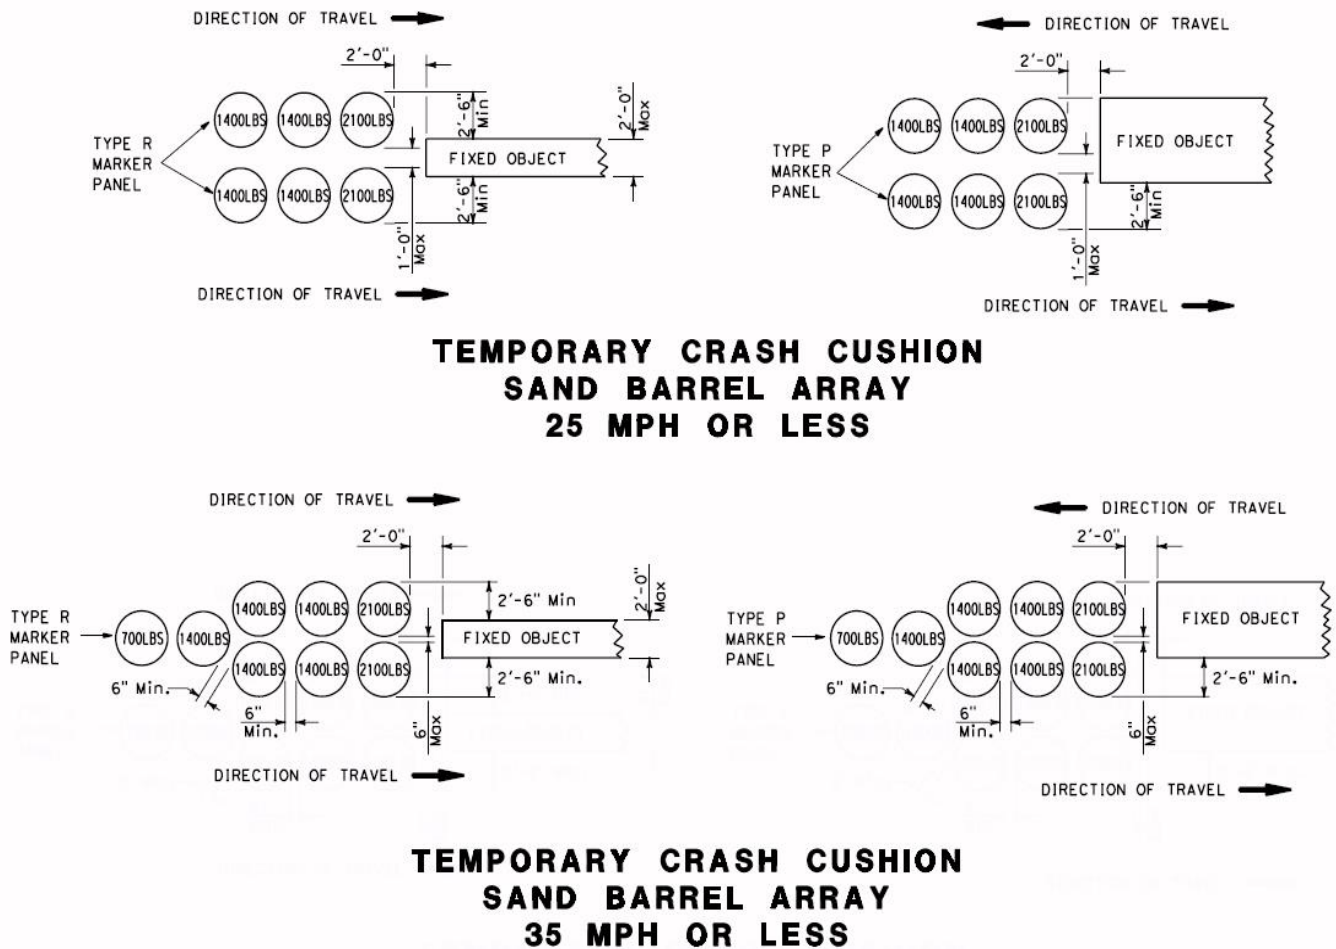 DIRECTION OF TRAVEL
2'-0"
1400LBS 1400LBS 2100LBS
TYPE R
MARKER
PANEL
1400LBS 1400LBS 2100LBS
2'-6"
Min
2'-0"
Max
FIXED OBJECT
2'-6"
Min
1'-0"
Max
DIRECTION OF TRAVEL
DIRECTION OF TRAVEL
2'-0"
1400LBS 1400LBS 2100LBS
TYPE P
MARKER
PANEL
1400LBS 1400LBS 2100LBS
FIXED OBJECT
2'-6"
Min
1'-0"
Max
DIRECTION OF TRAVEL
TEMPORARY CRASH CUSHION
SAND BARREL ARRAY
25 MPH OR LESS
DIRECTION OF TRAVEL
2'-0"
1400LBS 1400LBS 2100LBS
TYPE R
MARKER
PANEL
700LBS 1400LBS
1400LBS 1400LBS 2100LBS
2'-6" Min
2'-0"
Max
FIXED OBJECT
2'-6" Min.
6" Min.
6"
Min.
6"
Max
DIRECTION OF TRAVEL
DIRECTION OF TRAVEL
2'-0"
1400LBS 1400LBS 2100LBS
TYPE P
MARKER
PANEL
700LBS 1400LBS
1400LBS 1400LBS 2100LBS
FIXED OBJECT
2'-6" Min.
6" Min.
6"
Min.
6"
Max
DIRECTION OF TRAVEL
TEMPORARY CRASH CUSHION
SAND BARREL ARRAY
35 MPH OR LESS